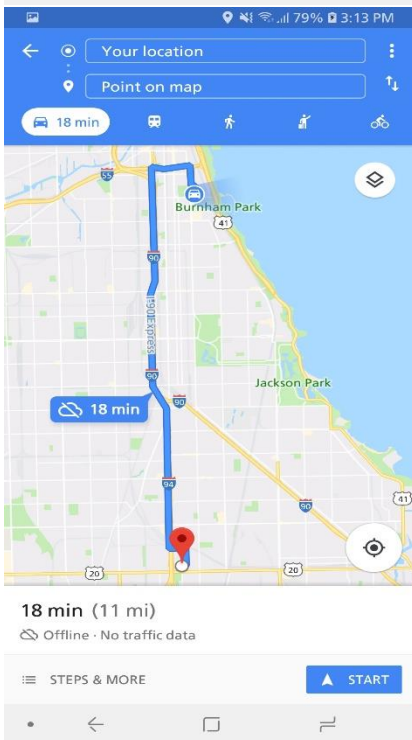 79% 3:13 PM
Your location
Point on map
18 min
55
Burnham Park
41
90
I-90 Express
90
Jackson Park
90
18 min
94
90
41
20
20
18 min (11 mi)
Offline · No traffic data
STEPS & MORE
START